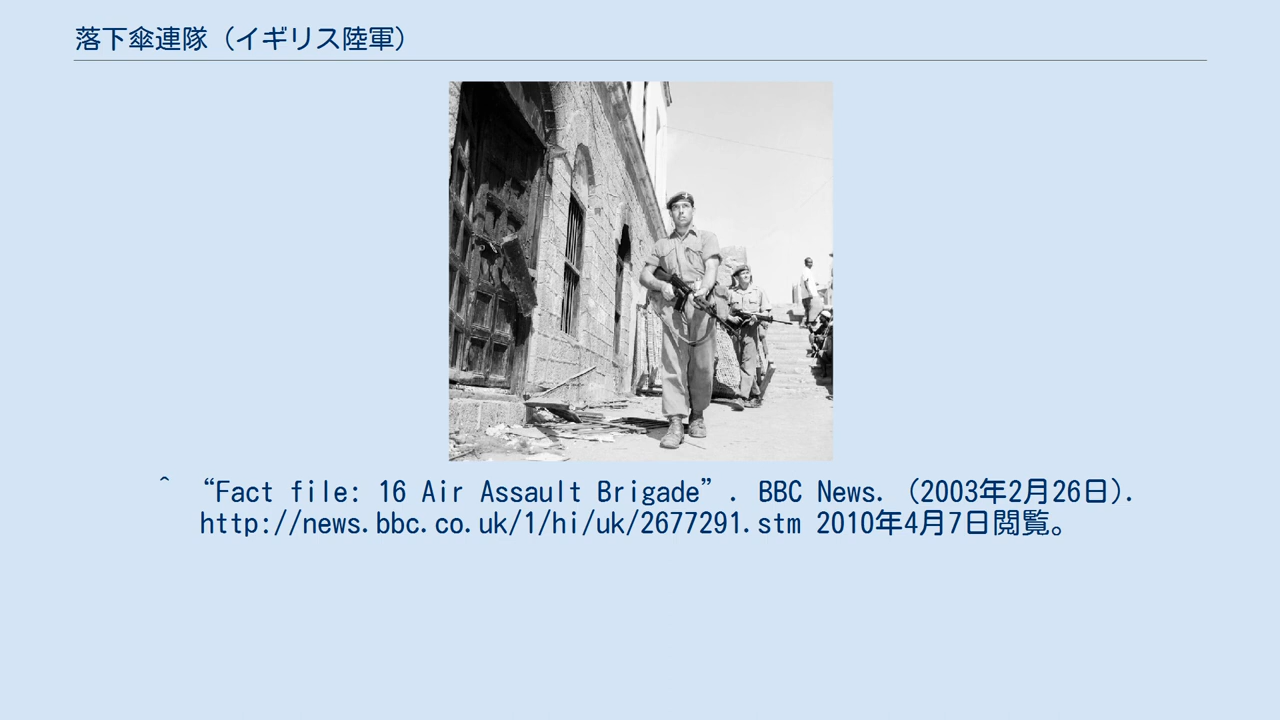 落下傘連隊（イギリス陸軍）
^ “Fact file: 16 Air Assault Brigade”. BBC News. (2003年2月26日).
http://news.bbc.co.uk/1/hi/uk/2677291.stm 2010年4月7日閲覧。